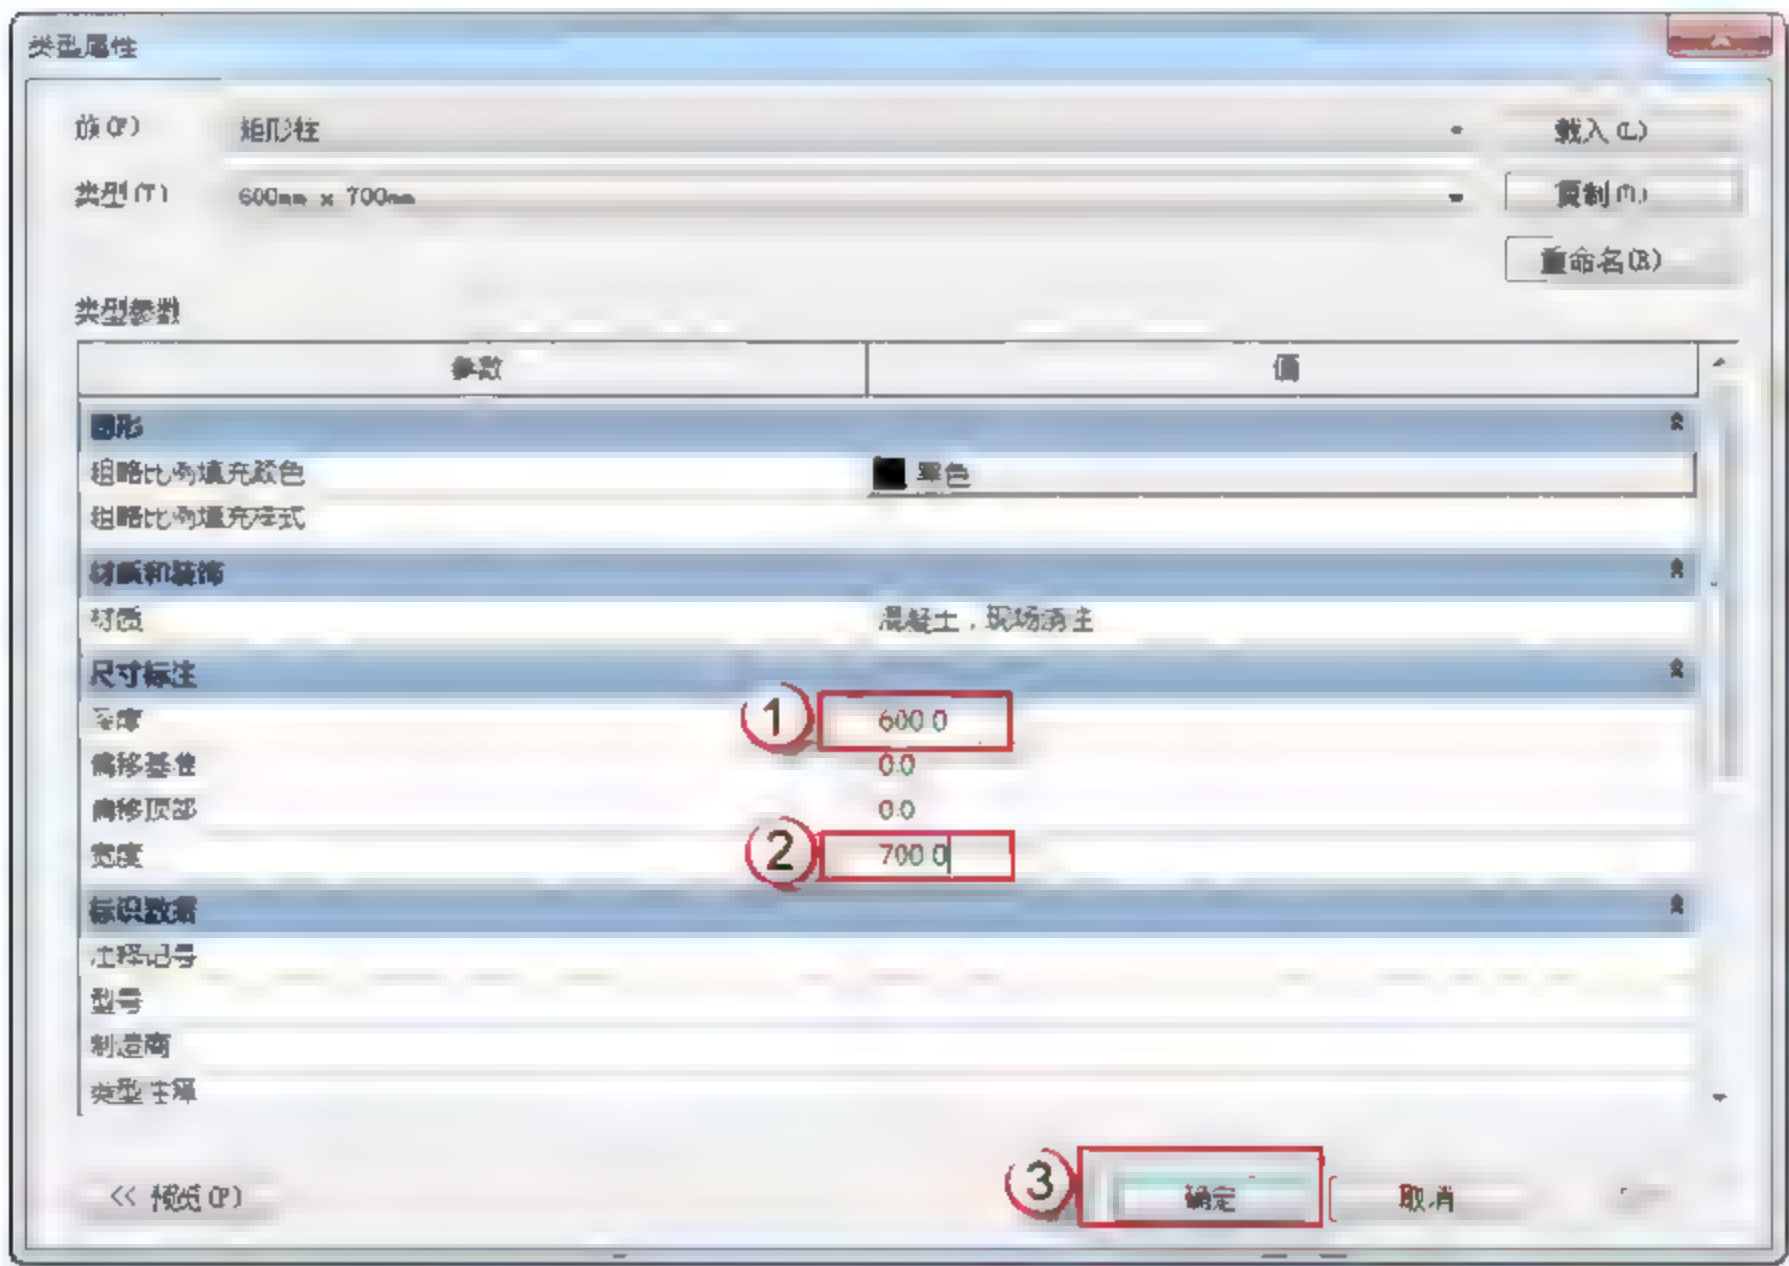 类型属性
族(F) 矩形柱 载入(L)
类型(T) 600mm x 700mm 复制(D)
重命名(R)
类型参数
参数 值
图形
粗略比例填充颜色 黑色
粗略比例填充样式
材质和装饰
材质 混凝土，现场浇注
尺寸标注
① 600.0
偏移基准 0.0
偏移顶部 0.0
宽度 ② 700.0
标识数据
注释记号
型号
制造商
类型注释
<< 预览(P) ③ 确定 取消